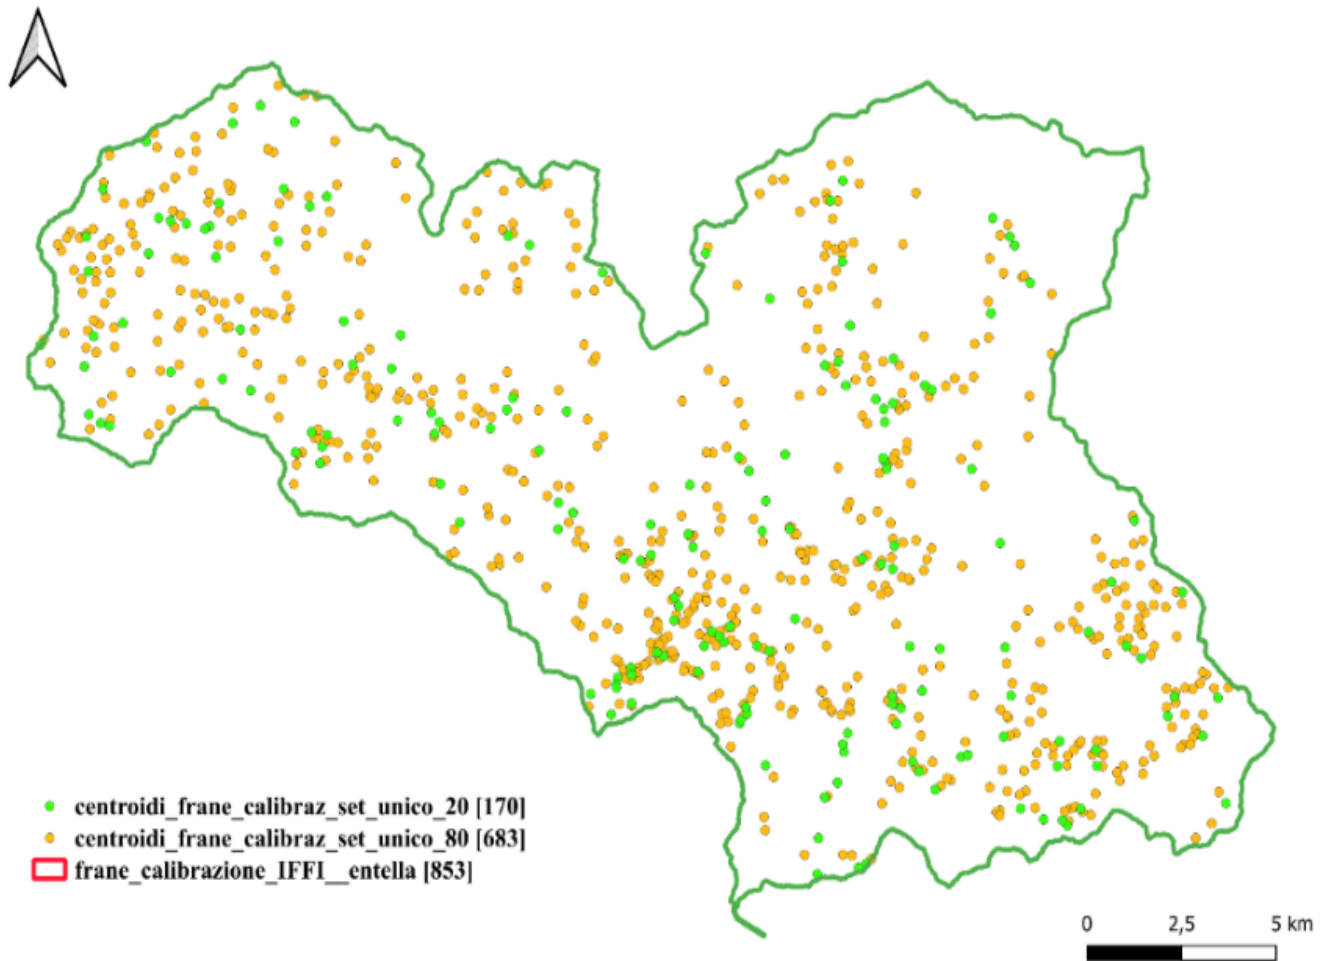 centroidi_frane_calibraz_set_unico_20 [170]
centroidi_frane_calibraz_set_unico_80 [683]
frane_calibrazione_IFFI__entella [853]
0 2,5 5 km